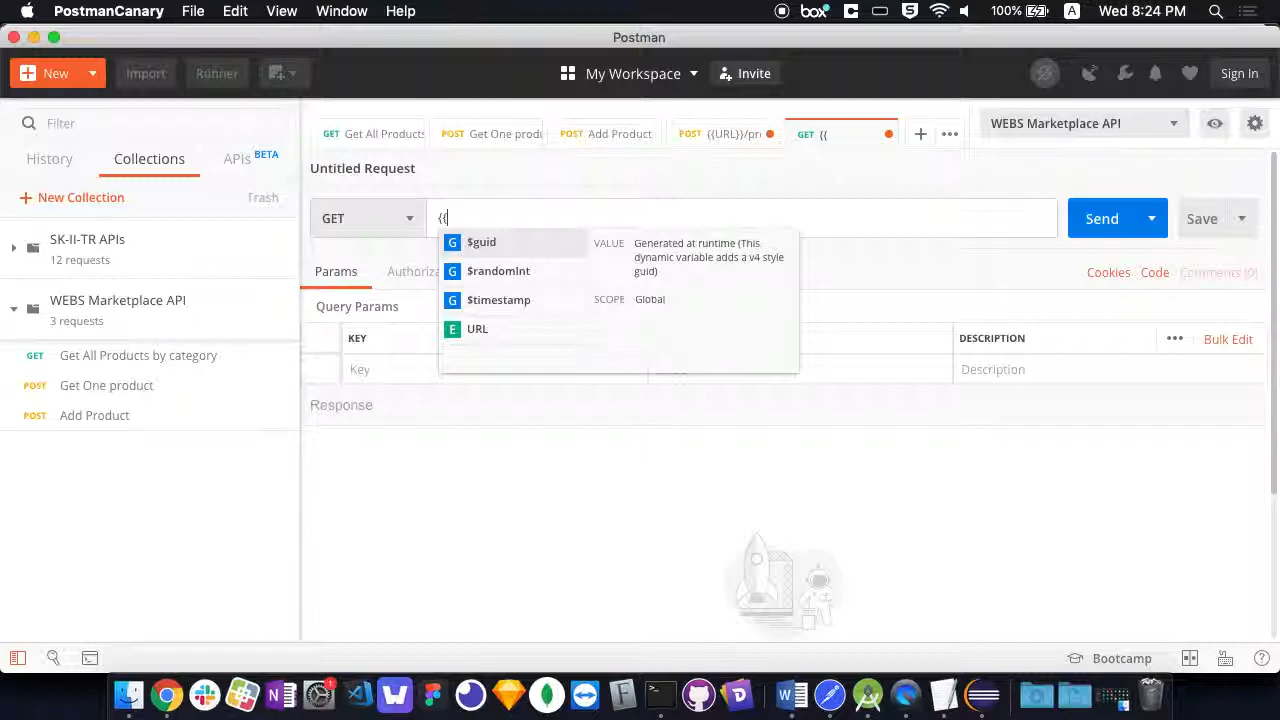 PostmanCanary File Edit View Window Help
box 100% A Wed 8:24 PM
Postman
New Import Runner My Workspace Invite Sign In
Filter
History Collections APIs BETA
New Collection Trash
SK-II-TR APIs
12 requests
WEBS Marketplace API
3 requests
GET Get All Products by category
POST Get One product
POST Add Product
GET Get All Products POST Get One produ POST Add Product POST {{URL}}/pr GET {{
WEBS Marketplace API
Untitled Request
GET {{ Send Save
G $guid
G $randomInt
G $timestamp
E URL
VALUE Generated at runtime (This
dynamic variable adds a v4 style
guid)
SCOPE Global
Params Authoriza Cookies Code Comments (0)
Query Params
KEY DESCRIPTION Bulk Edit
Key Description
Response
Bootcamp